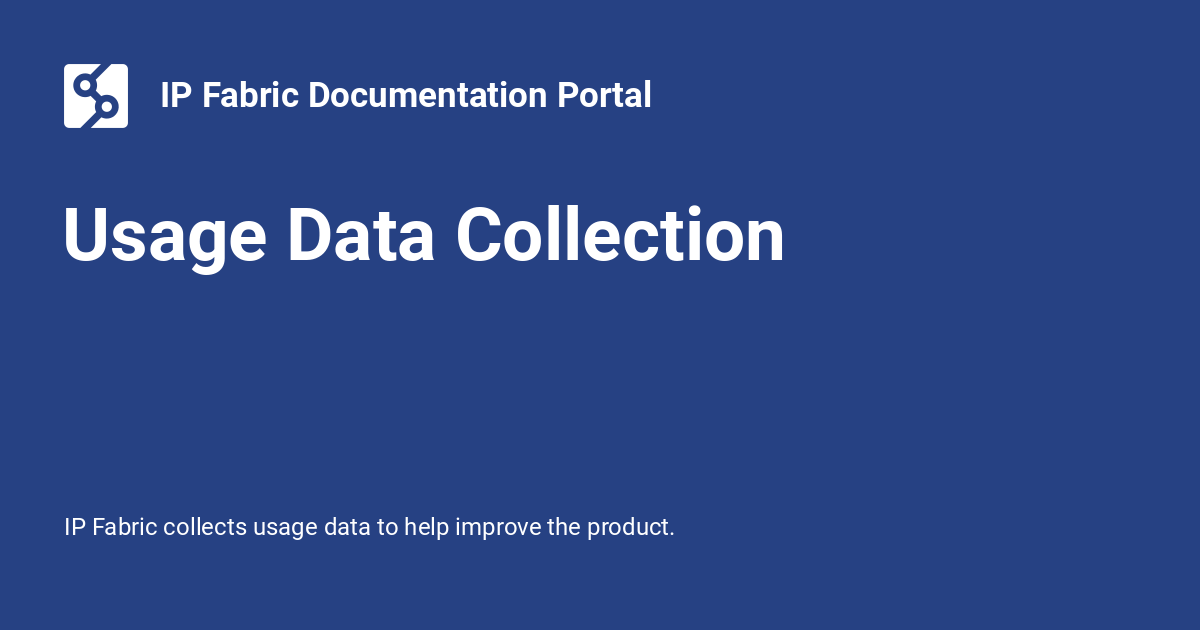 IP Fabric Documentation Portal
Usage Data Collection
IP Fabric collects usage data to help improve the product.